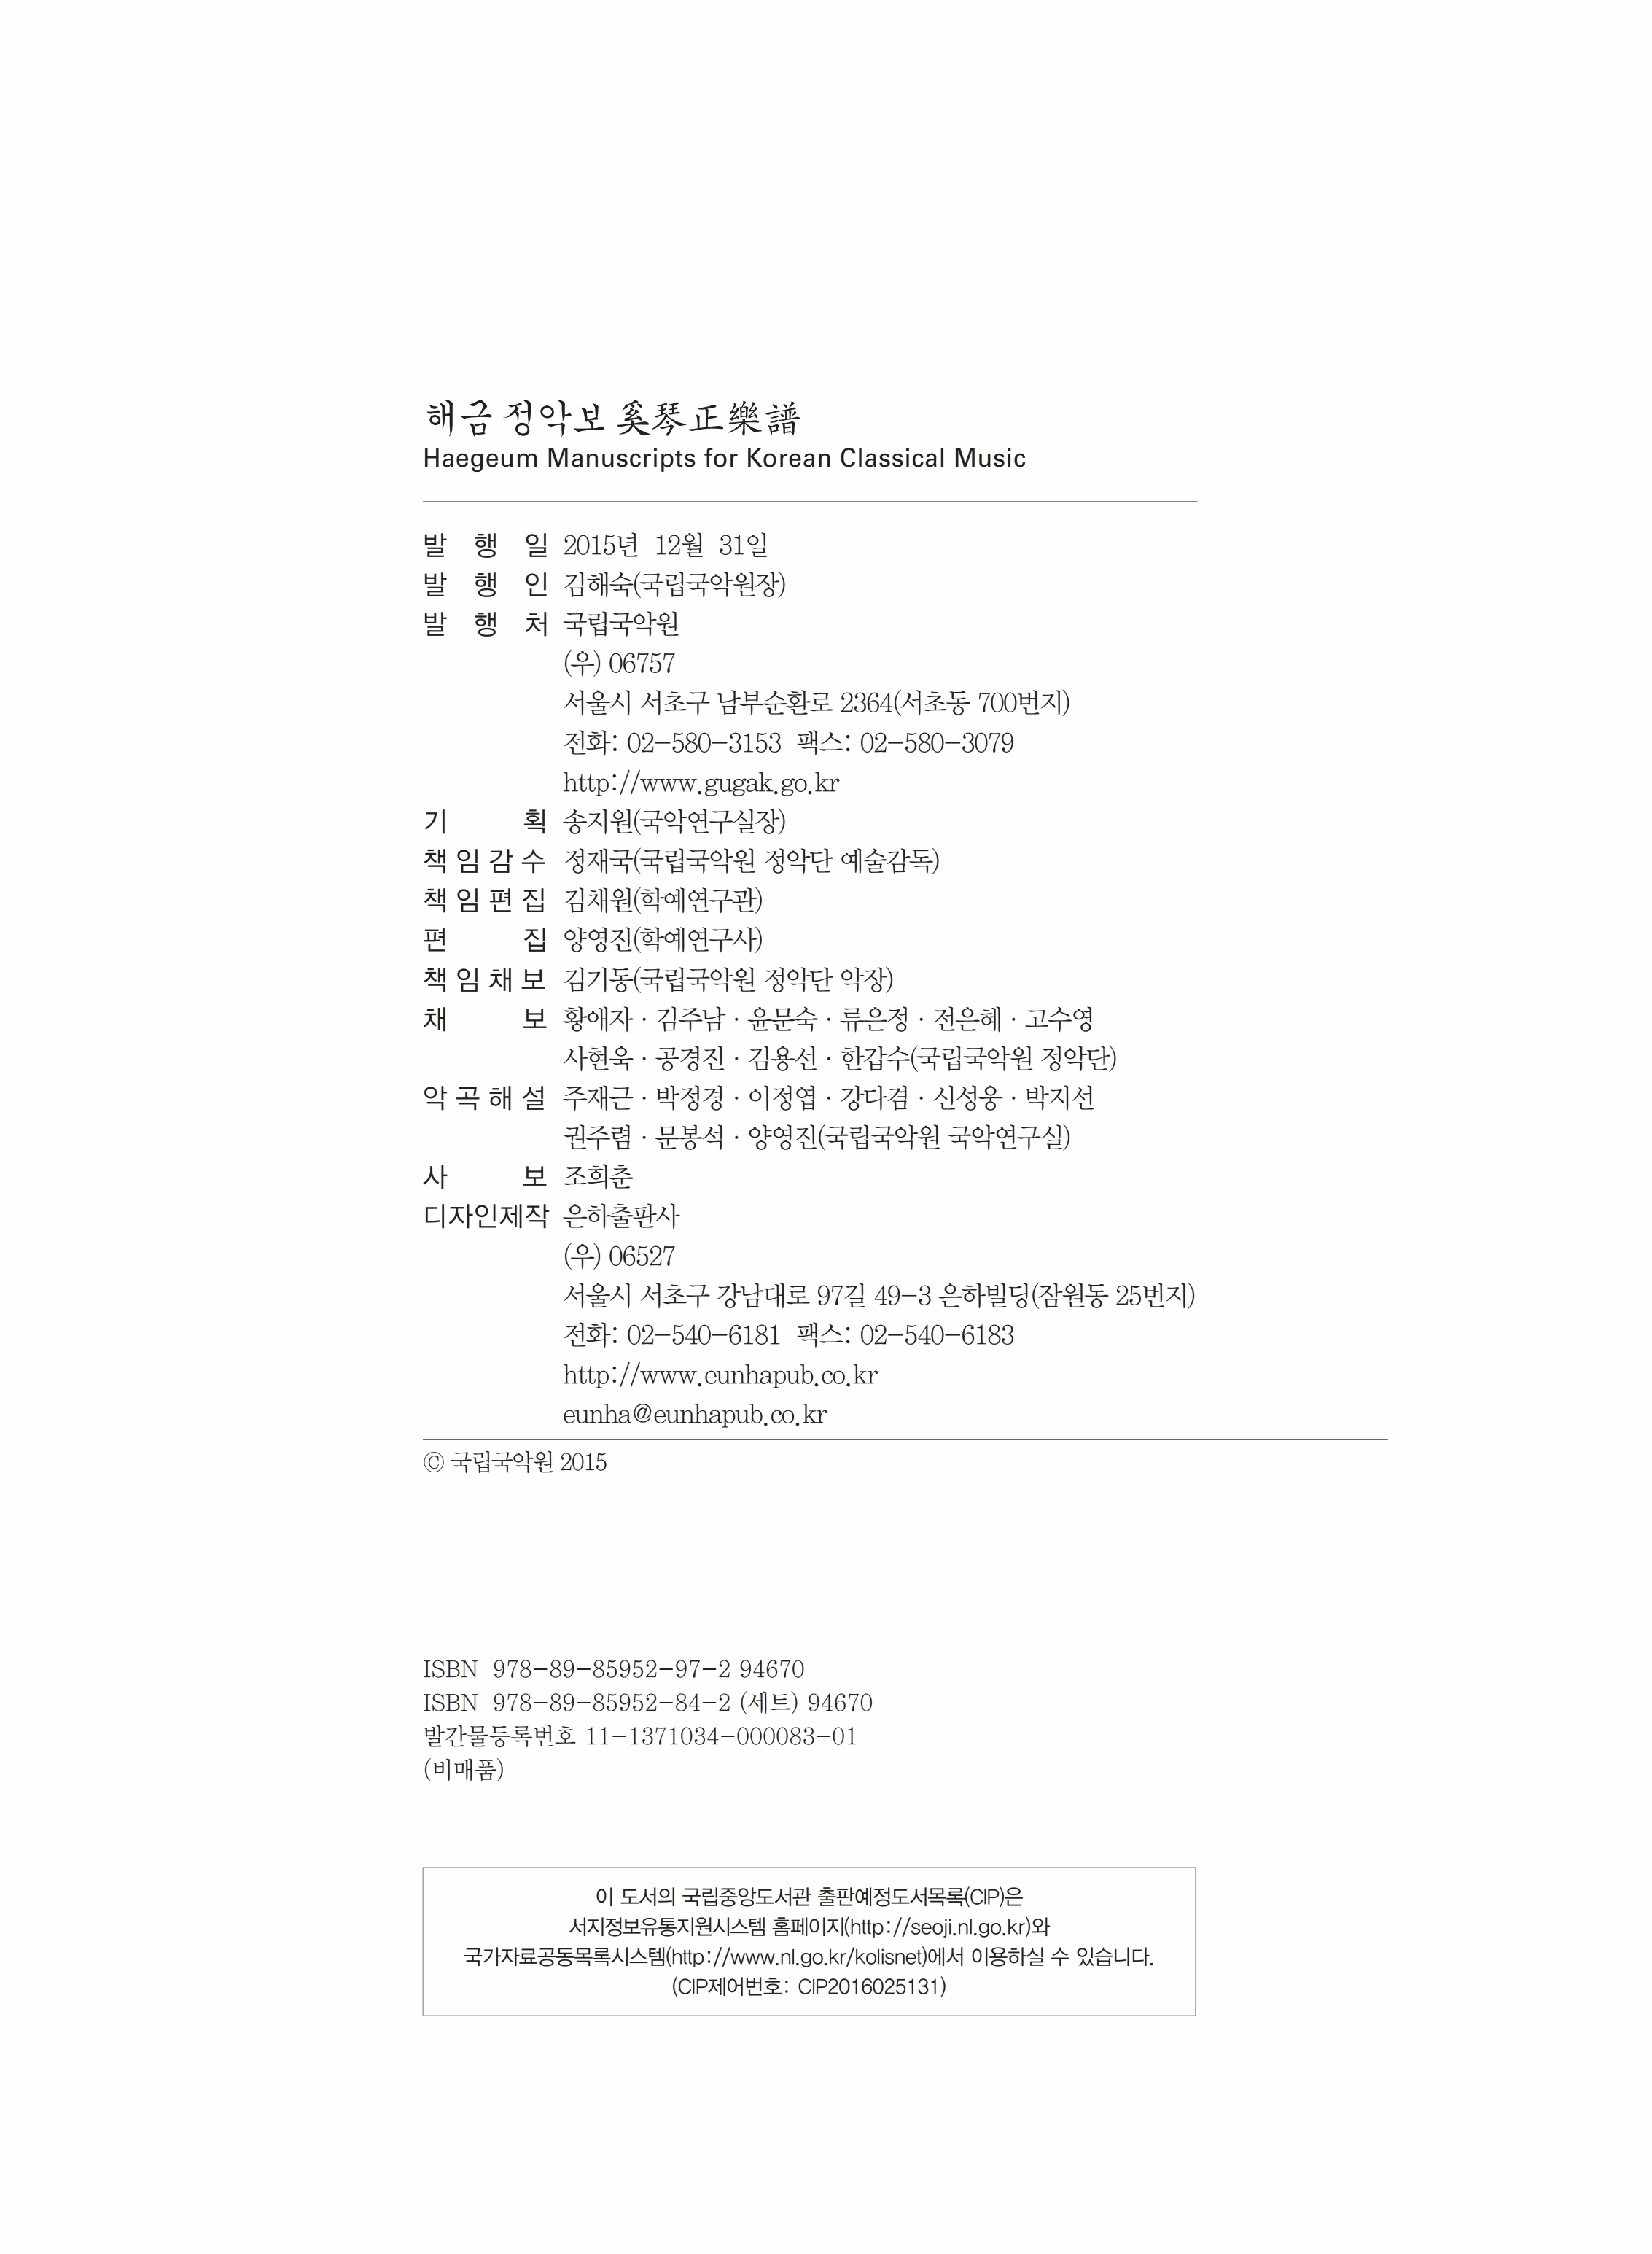 해금 정악보 奚琴正樂譜
Haegeum Manuscripts for Korean Classical Music
발 행 일 2015년 12월 31일
발 행 인 김해숙(국립국악원장)
발 행 처 국립국악원
(우) 06757
서울시 서초구 남부순환로 2364(서초동 700번지)
전화: 02-580-3153 팩스: 02-580-3079
http://www.gugak.go.kr
기 획 송지원(국악연구실장)
책 임 감 수 정재국(국립국악원 정악단 예술감독)
책 임 편 집 김채원(학예연구관)
편 집 양영진(학예연구사)
책 임 채 보 김기동(국립국악원 정악단 악장)
채 보 황애자 · 김주남 · 윤문숙 · 류은정 · 전은혜 · 고수영
사현욱 · 공경진 · 김용선 · 한갑수(국립국악원 정악단)
악 곡 해 설 주재근 · 박정경 · 이정엽 · 강다겸 · 신성웅 · 박지선
권주렴 · 문봉석 · 양영진(국립국악원 국악연구실)
사 보 조희춘
디자인제작 은하출판사
(우) 06527
서울시 서초구 강남대로 97길 49-3 은하빌딩(잠원동 25번지)
전화: 02-540-6181 팩스: 02-540-6183
http://www.eunhapub.co.kr
eunha@eunhapub.co.kr
ⓒ 국립국악원 2015
ISBN 978-89-85952-97-2 94670
ISBN 978-89-85952-84-2 (세트) 94670
발간물등록번호 11-1371034-000083-01
(비매품)
이 도서의 국립중앙도서관 출판예정도서목록(CIP)은
서지정보유통지원시스템 홈페이지(http://seoji.nl.go.kr)와
국가자료공동목록시스템(http://www.nl.go.kr/kolisnet)에서 이용하실 수 있습니다.
(CIP제어번호: CIP2016025131)